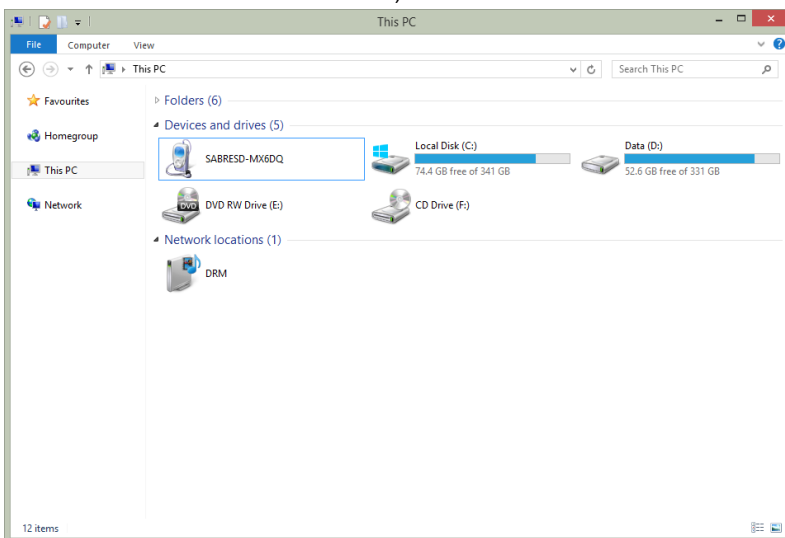 This PC
File Computer View
This PC
Search This PC
Favourites
Homegroup
This PC
Network
Folders (6)
Devices and drives (5)
SABRESD-MX6DQ
Local Disk (C:)
74.4 GB free of 341 GB
Data (D:)
52.6 GB free of 331 GB
DVD
DVD RW Drive (E:)
CD Drive (F:)
Network locations (1)
DRM
12 items